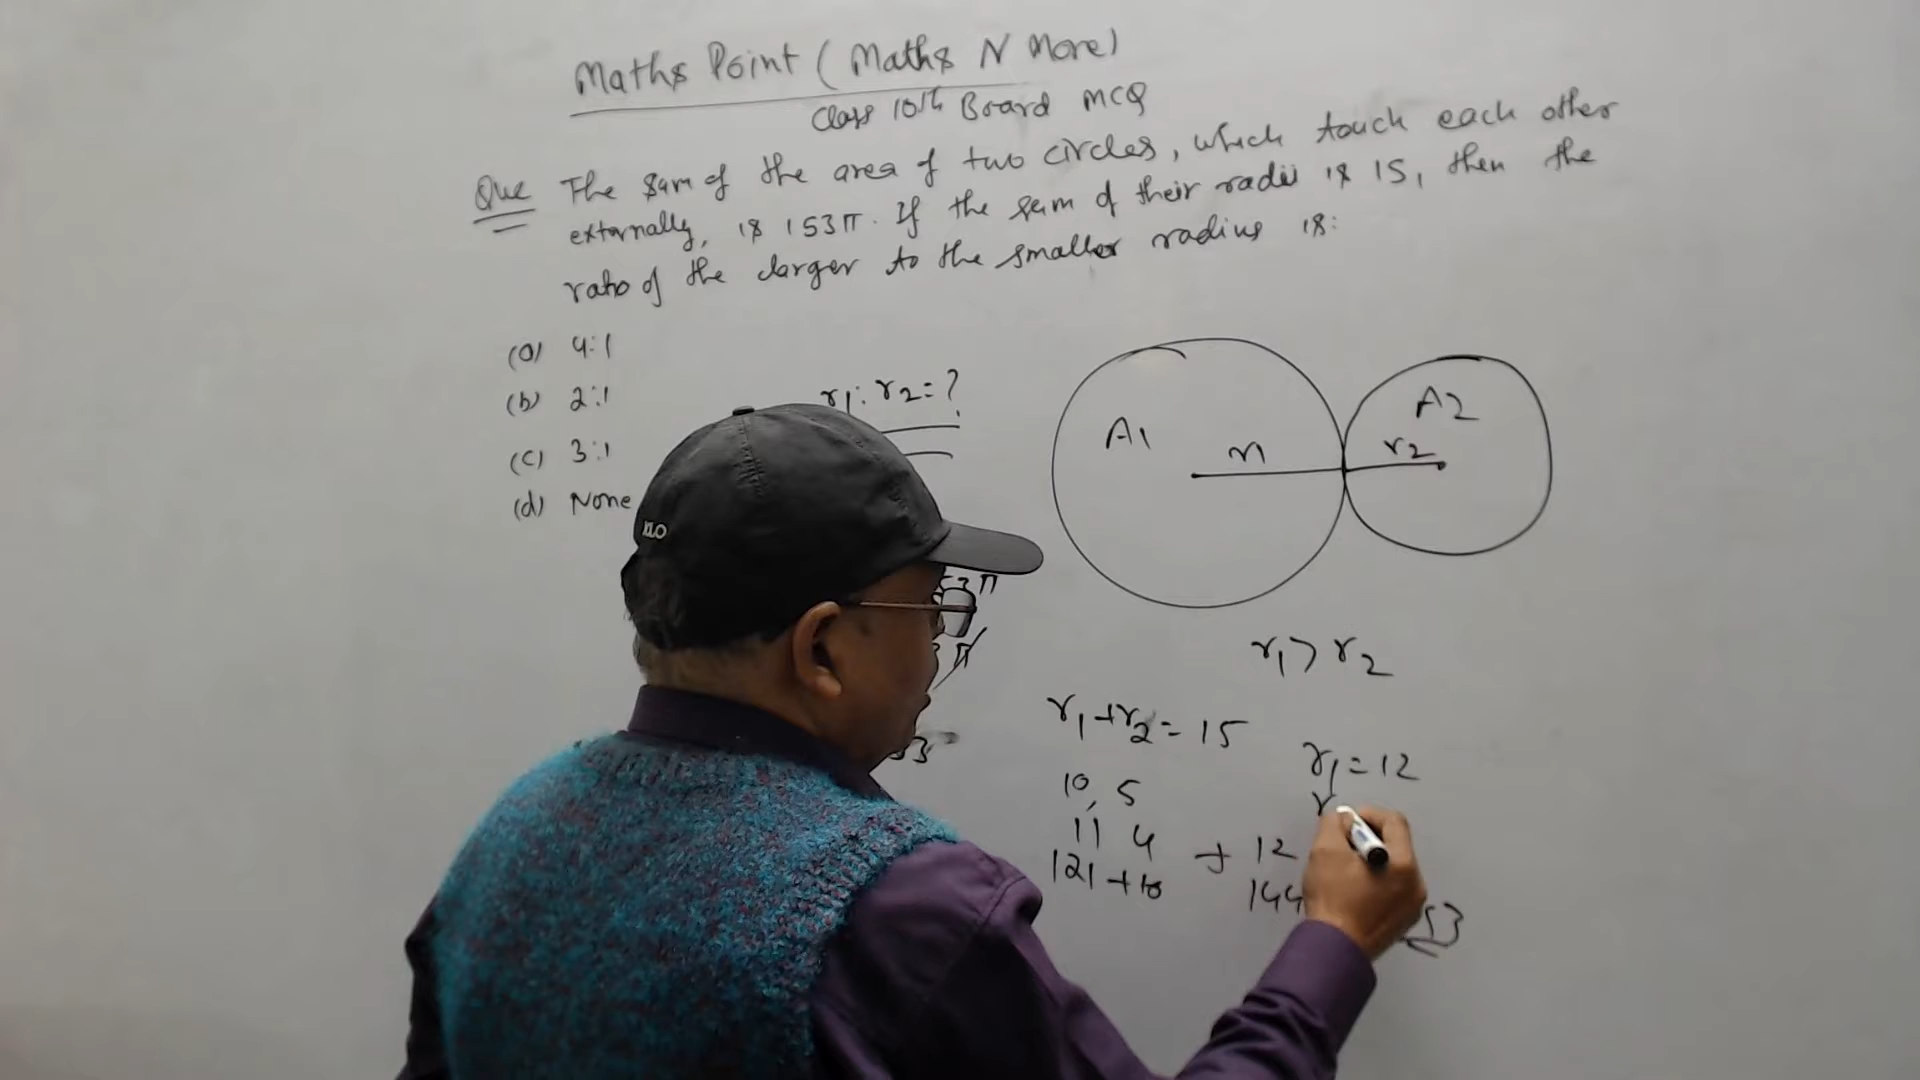 Maths Point (Maths N More)
Class 10th Board MCQ
Que The sum of the area of two circles, which touch each other
externally, is 153π. If the sum of their radii is 15, then the
ratio of the larger to the smaller radius is:
(a) 4:1
(b) 2:1
(c) 3:1
(d) None
r1:r2=?
A1
r1
A2
r2
XLO
r1>r2
r1+r2=15
r1=12
10, 5
11 4
121+16
+ 12
144
53